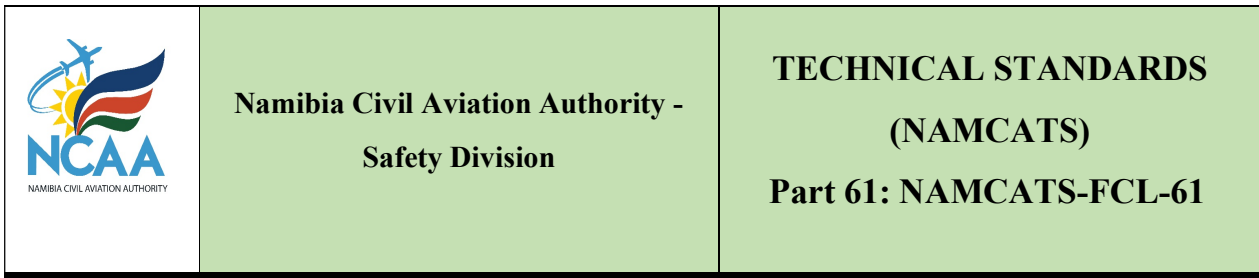 NCAA
NAMIBIA CIVIL AVIATION AUTHORITY
Namibia Civil Aviation Authority -
Safety Division
TECHNICAL STANDARDS
(NAMCATS)
Part 61: NAMCATS-FCL-61